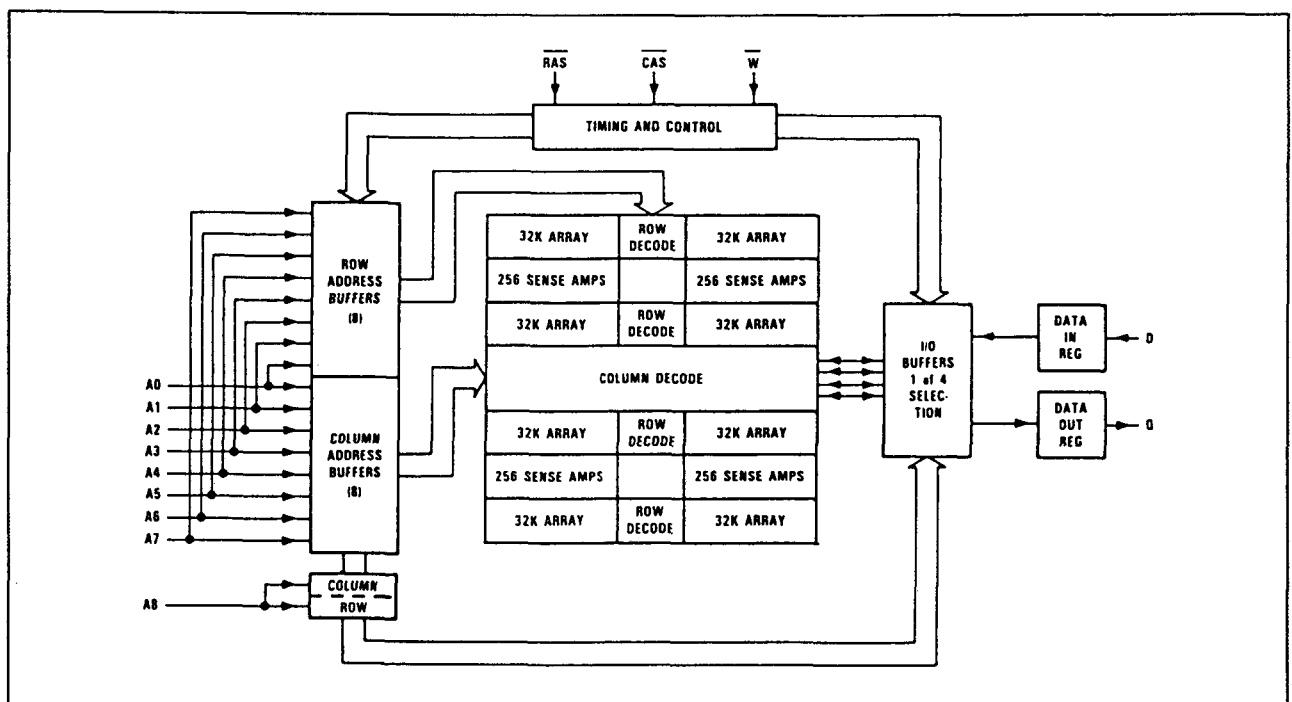 RAS CAS W
TIMING AND CONTROL
ROW
ADDRESS
BUFFERS
(8)
32K ARRAY
ROW
DECODE
32K ARRAY
256 SENSE AMPS
256 SENSE AMPS
32K ARRAY
ROW
DECODE
32K ARRAY
COLUMN DECODE
32K ARRAY
ROW
DECODE
32K ARRAY
256 SENSE AMPS
256 SENSE AMPS
32K ARRAY
ROW
DECODE
32K ARRAY
I/O
BUFFERS
1 of 4
SELEC-
TION
DATA
IN
REG
D
DATA
OUT
REG
Q
A0
A1
A2
A3
A4
A5
A6
A7
COLUMN
ADDRESS
BUFFERS
(8)
A8
COLUMN
ROW